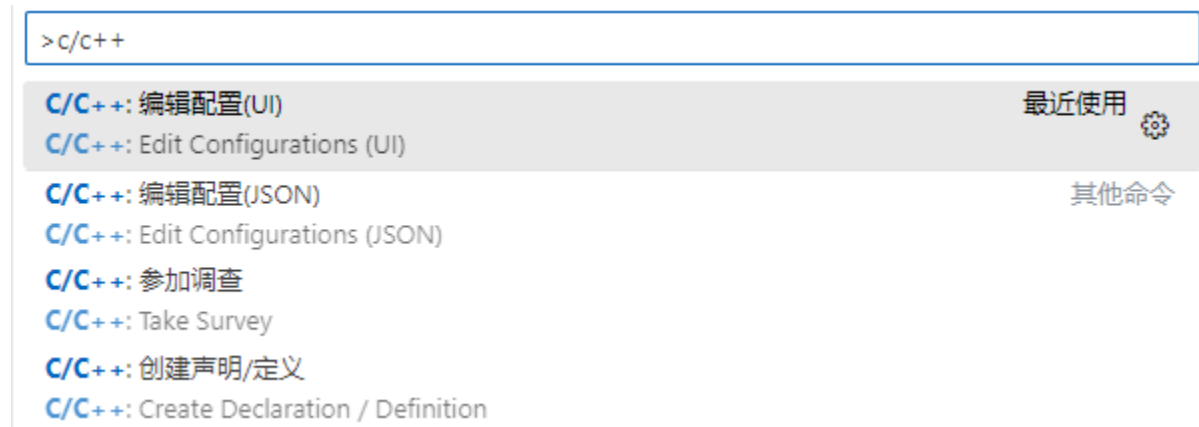 >c/c++
C/C++: 编辑配置(UI) 最近使用
C/C++: Edit Configurations (UI)
C/C++: 编辑配置(JSON) 其他命令
C/C++: Edit Configurations (JSON)
C/C++: 参加调查
C/C++: Take Survey
C/C++: 创建声明/定义
C/C++: Create Declaration / Definition